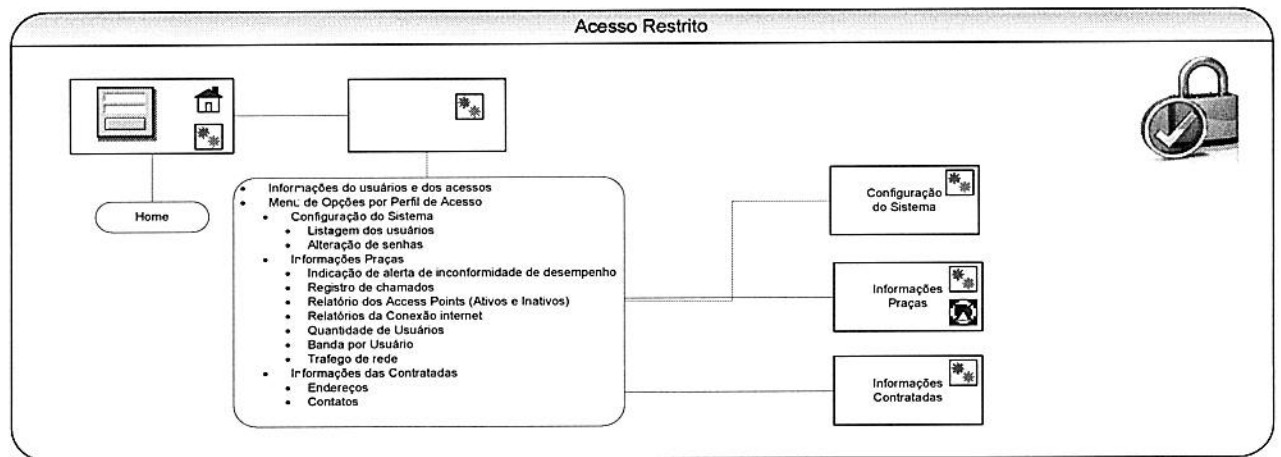 Acesso Restrito
Home
• Informações do usuários e dos acessos
• Menu de Opções por Perfil de Acesso
• Configuração do Sistema
• Listagem dos usuários
• Alteração de senhas
• Informações Praças
• Indicação de alerta de inconformidade de desempenho
• Registro de chamados
• Relatório dos Access Points (Ativos e Inativos)
• Relatórios da Conexão internet
• Quantidade de Usuários
• Banda por Usuário
• Trafego de rede
• Informações das Contratadas
• Endereços
• Contatos
Configuração
do Sistema
Informações
Praças
Informações
Contratadas